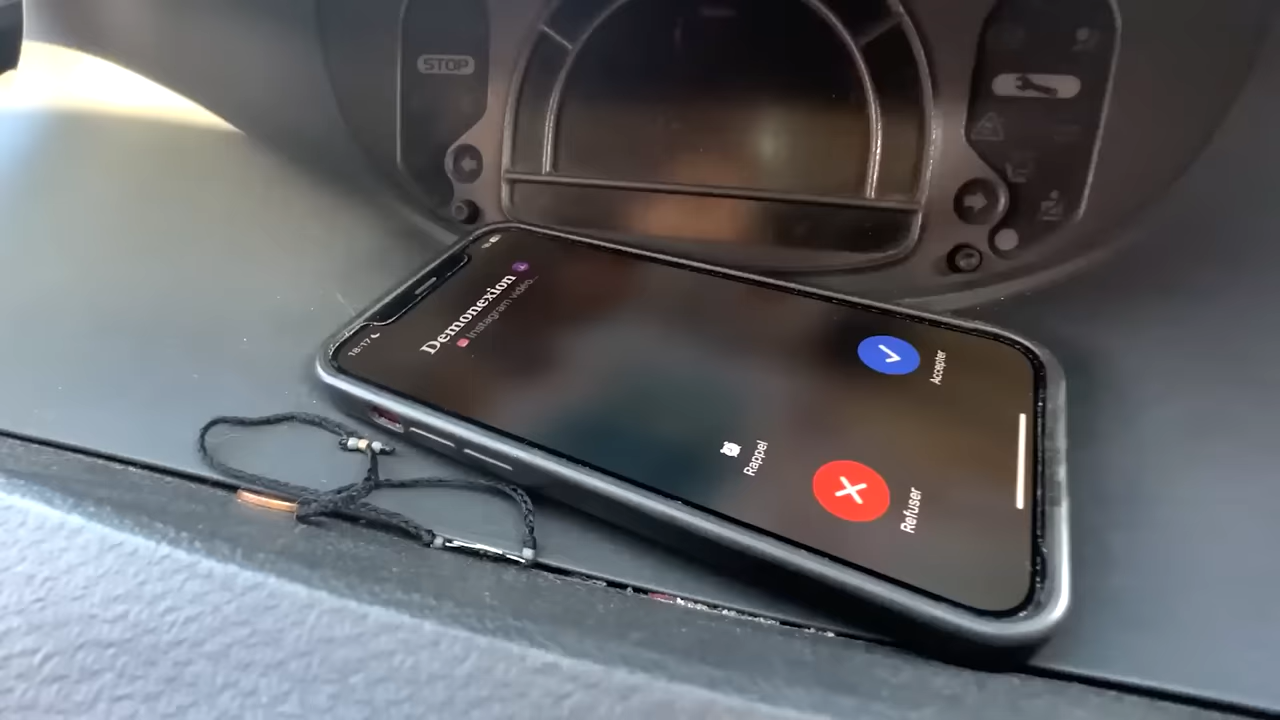 STOP
18:17
Demonexion
Instagram vidéo...
Accepter
Rappel
Refuser